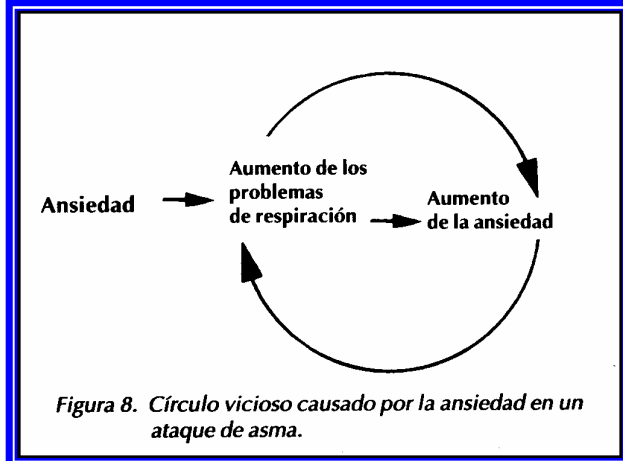 Ansiedad
Aumento de los
problemas
de respiración
Aumento
de la ansiedad
Figura 8. Círculo vicioso causado por la ansiedad en un
ataque de asma.